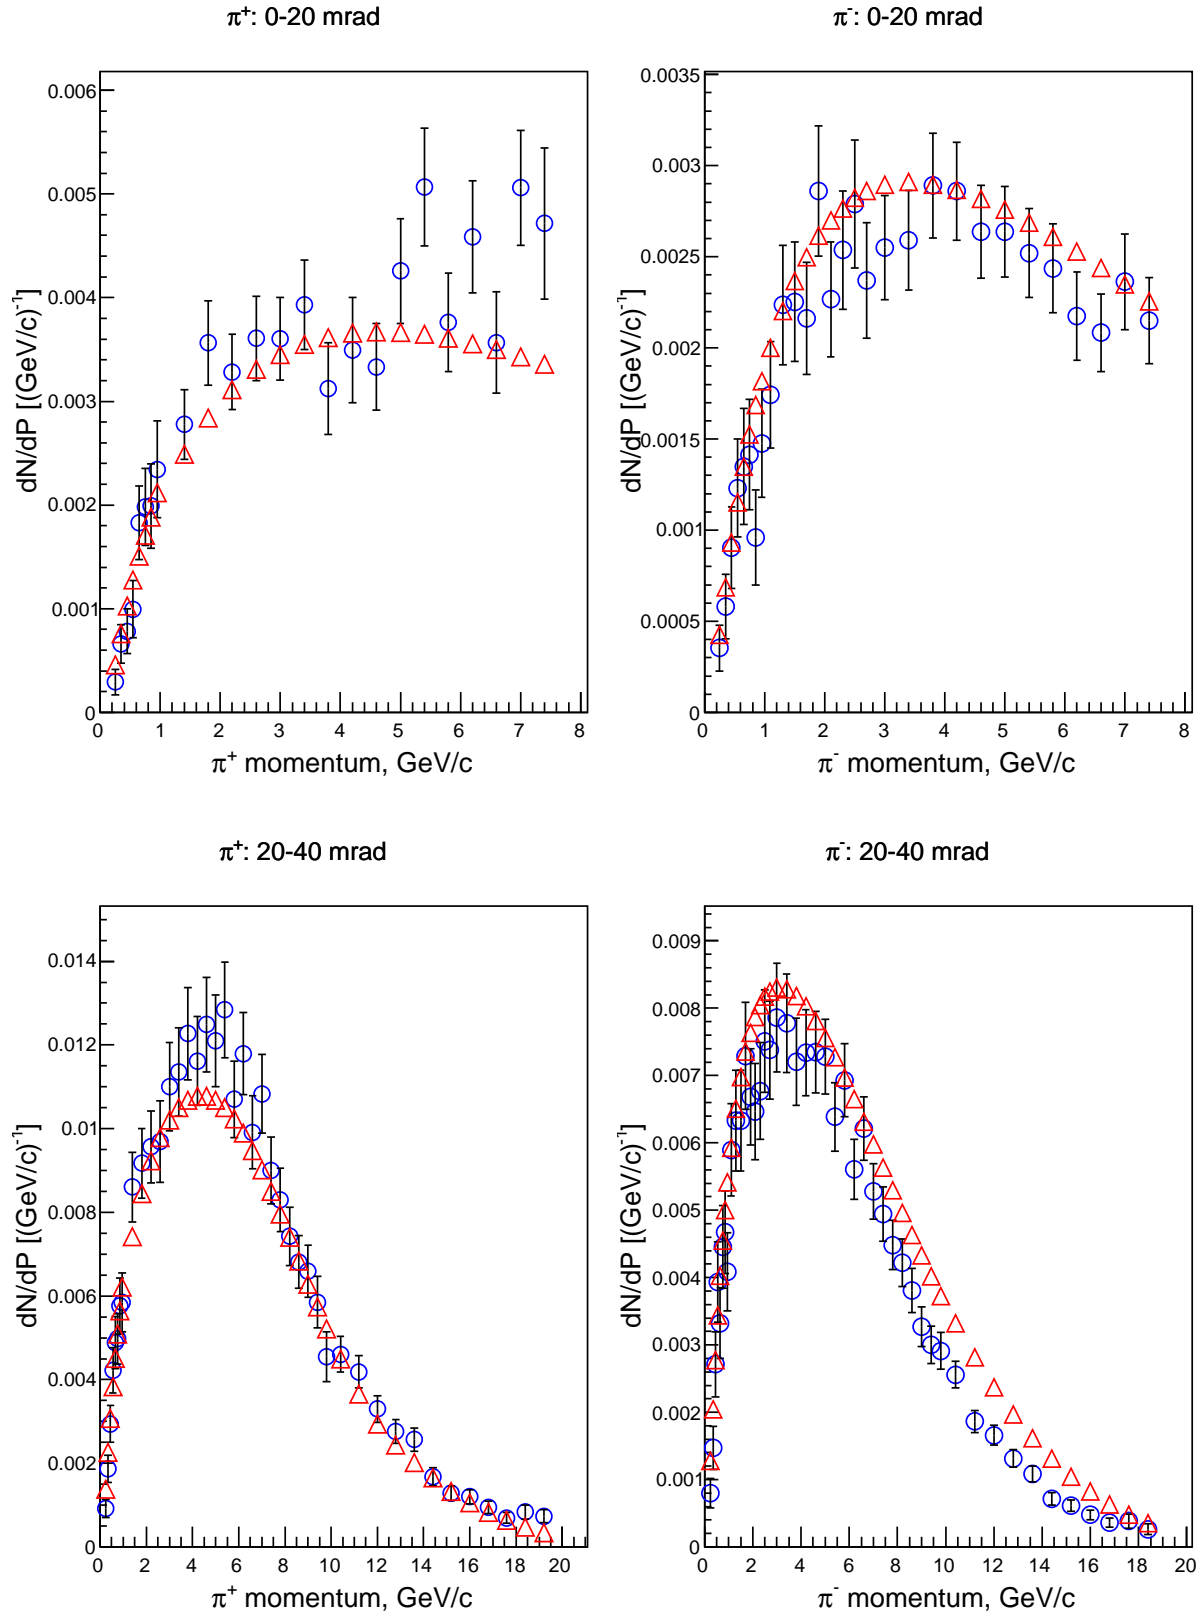 π⁺: 0-20 mrad
dN/dP [(GeV/c)⁻¹]
0.006
0.005
0.004
0.003
0.002
0.001
0
0 1 2 3 4 5 6 7 8
π⁺ momentum, GeV/c
π⁻: 0-20 mrad
dN/dP [(GeV/c)⁻¹]
0.0035
0.003
0.0025
0.002
0.0015
0.001
0.0005
0
0 1 2 3 4 5 6 7 8
π⁻ momentum, GeV/c
π⁺: 20-40 mrad
dN/dP [(GeV/c)⁻¹]
0.014
0.012
0.01
0.008
0.006
0.004
0.002
0
0 2 4 6 8 10 12 14 16 18 20
π⁺ momentum, GeV/c
π⁻: 20-40 mrad
dN/dP [(GeV/c)⁻¹]
0.009
0.008
0.007
0.006
0.005
0.004
0.003
0.002
0.001
0
0 2 4 6 8 10 12 14 16 18 20
π⁻ momentum, GeV/c